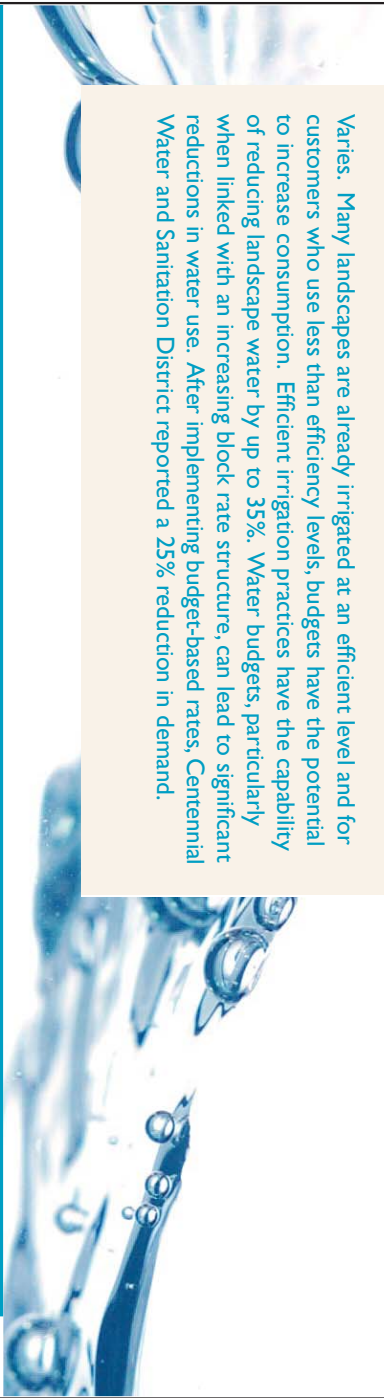 Varies.  Many landscapes are already irrigated at an efficient level and for
customers who use less than efficiency levels, budgets have the potential
to increase consumption.  Efficient irrigation practices have the capability
of reducing landscape water by up to 35%.  Water budgets, particularly
when linked with an increasing block rate structure, can lead to significant
reductions in water use.  After implementing budget-based rates, Centennial
Water and Sanitation District reported a 25% reduction in demand.